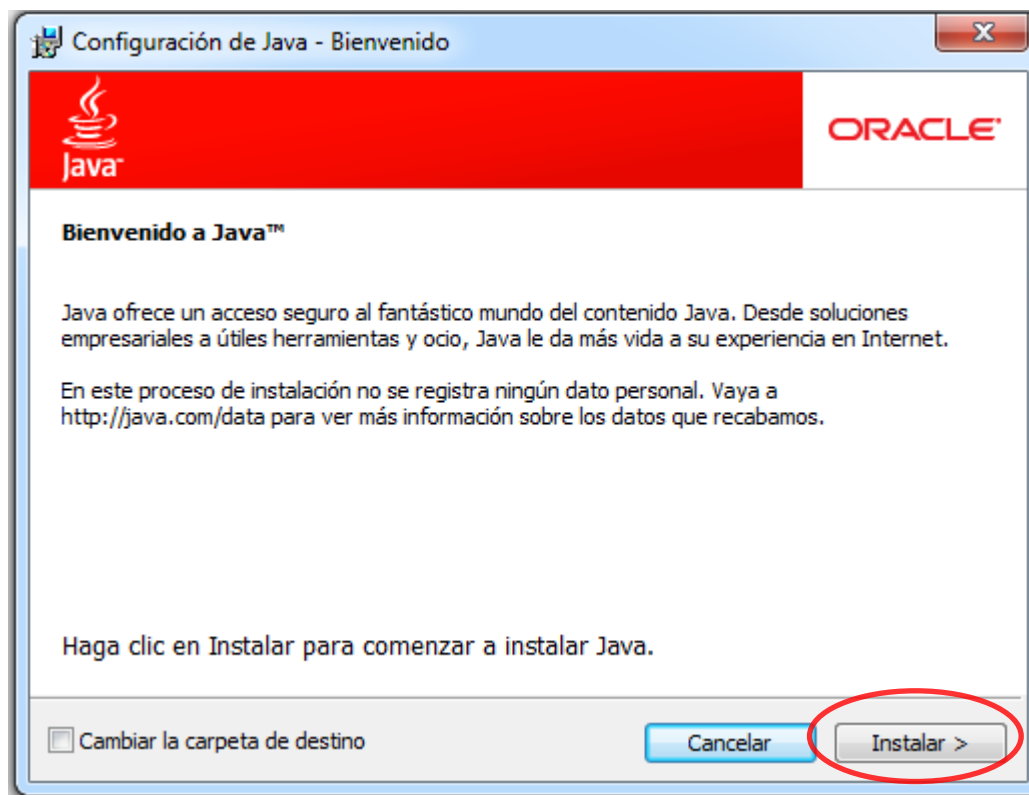 Configuración de Java - Bienvenido
Java™
ORACLE®
Bienvenido a Java™
Java ofrece un acceso seguro al fantástico mundo del contenido Java. Desde soluciones
empresariales a útiles herramientas y ocio, Java le da más vida a su experiencia en Internet.
En este proceso de instalación no se registra ningún dato personal. Vaya a
http://java.com/data para ver más información sobre los datos que recabamos.
Haga clic en Instalar para comenzar a instalar Java.
Cambiar la carpeta de destino
Cancelar
Instalar >